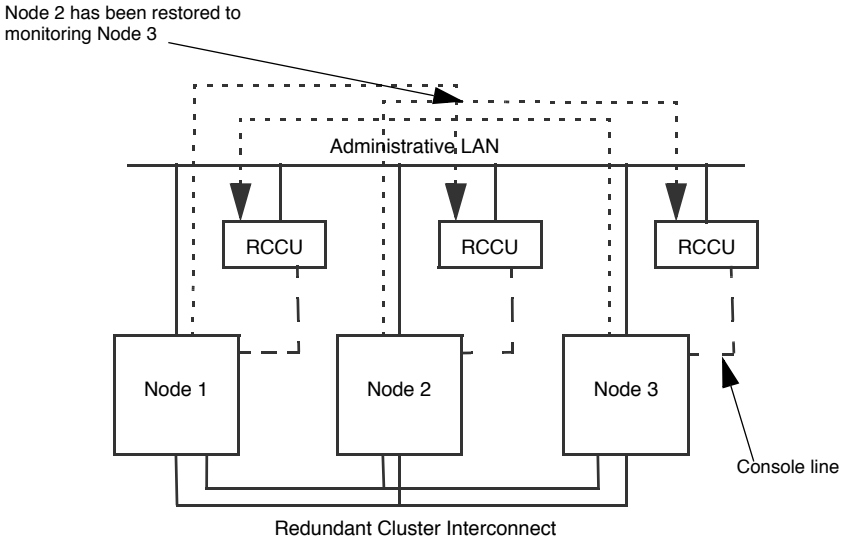 Node 2 has been restored to
monitoring Node 3
Administrative LAN
RCCU
RCCU
RCCU
Node 1
Node 2
Node 3
Console line
Redundant Cluster Interconnect